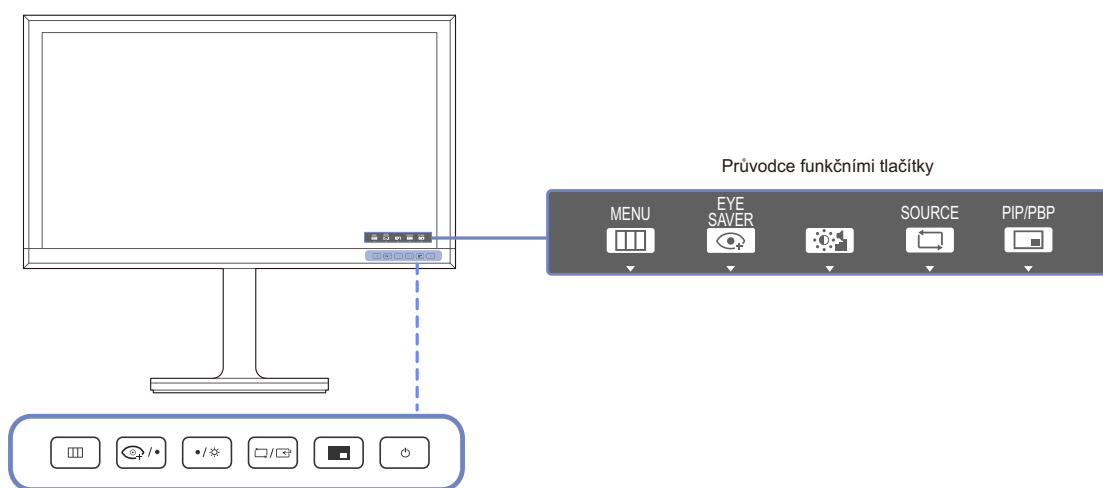 Průvodce funkčními tlačítky
MENU
EYE
SAVER
SOURCE
PIP/PBP